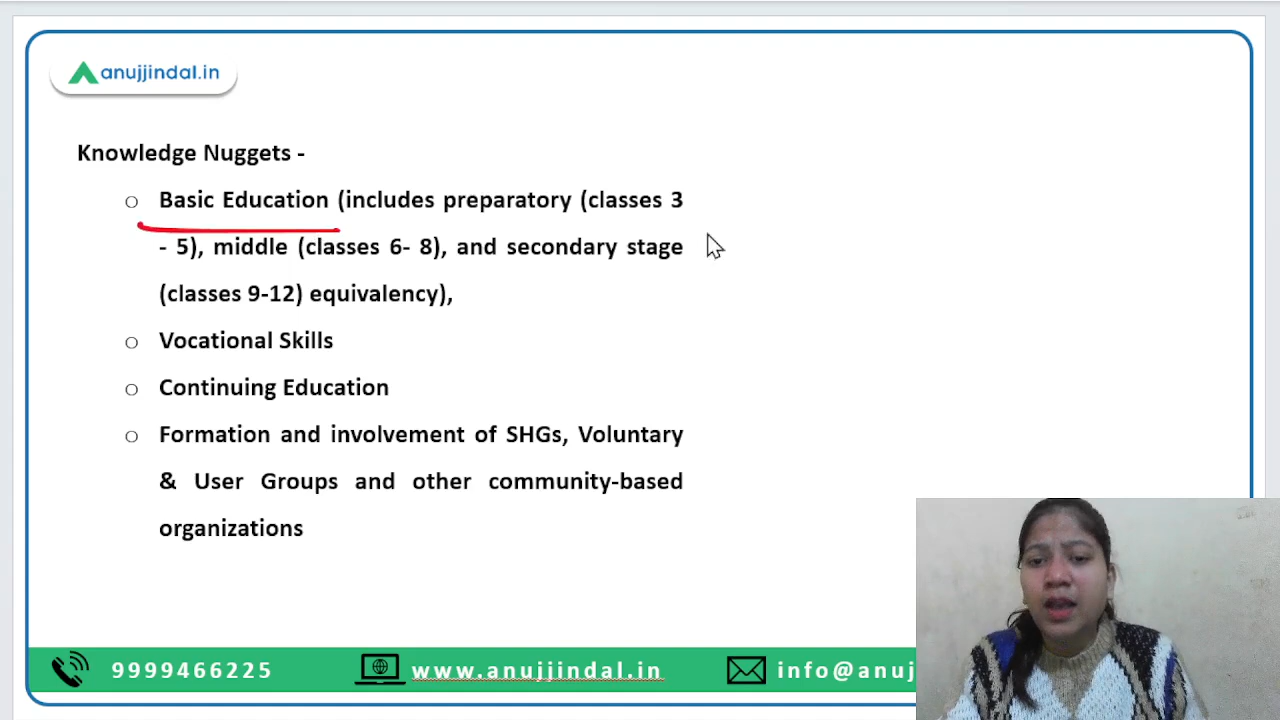 anujjindal.in
Knowledge Nuggets -
o Basic Education (includes preparatory (classes 3
- 5), middle (classes 6- 8), and secondary stage
(classes 9-12) equivalency),
o Vocational Skills
o Continuing Education
o Formation and involvement of SHGs, Voluntary
& User Groups and other community-based
organizations
9999466225
www.anujjindal.in
info@anuj